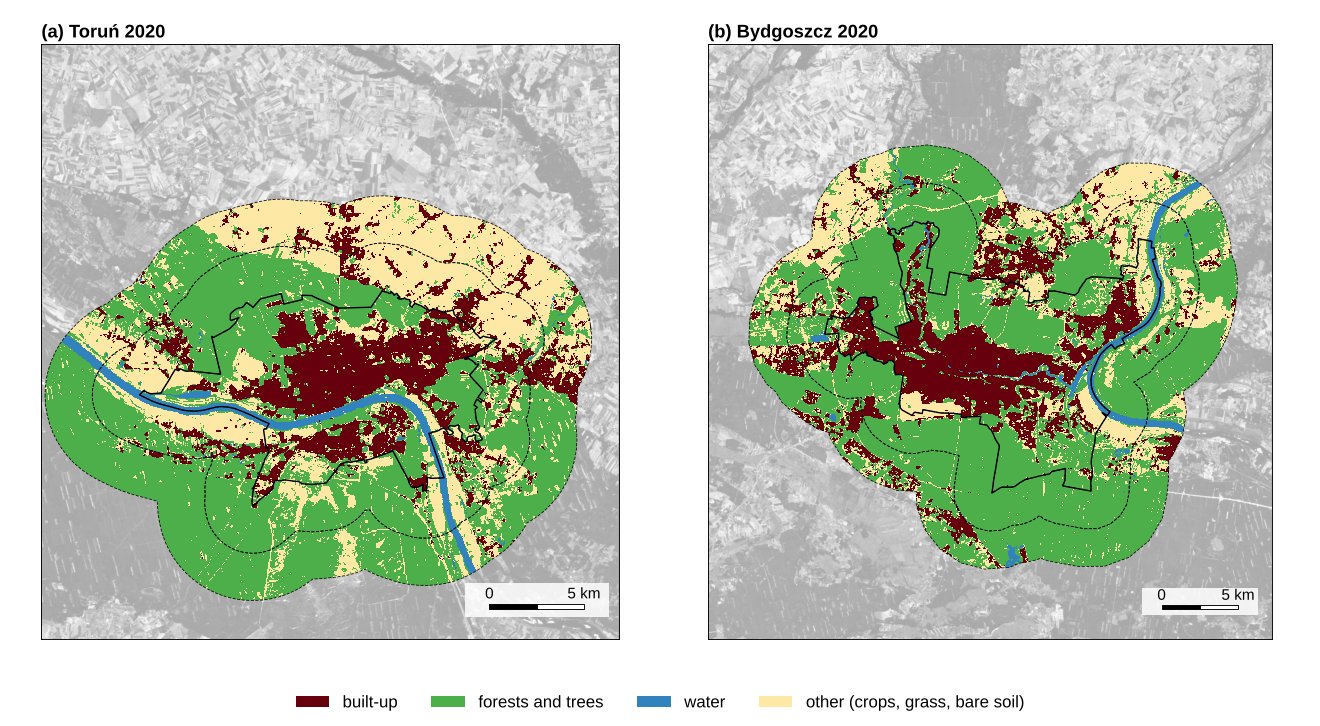 (a) Toruń 2020
(b) Bydgoszcz 2020
0 5 km
0 5 km
built-up
forests and trees
water
other (crops, grass, bare soil)